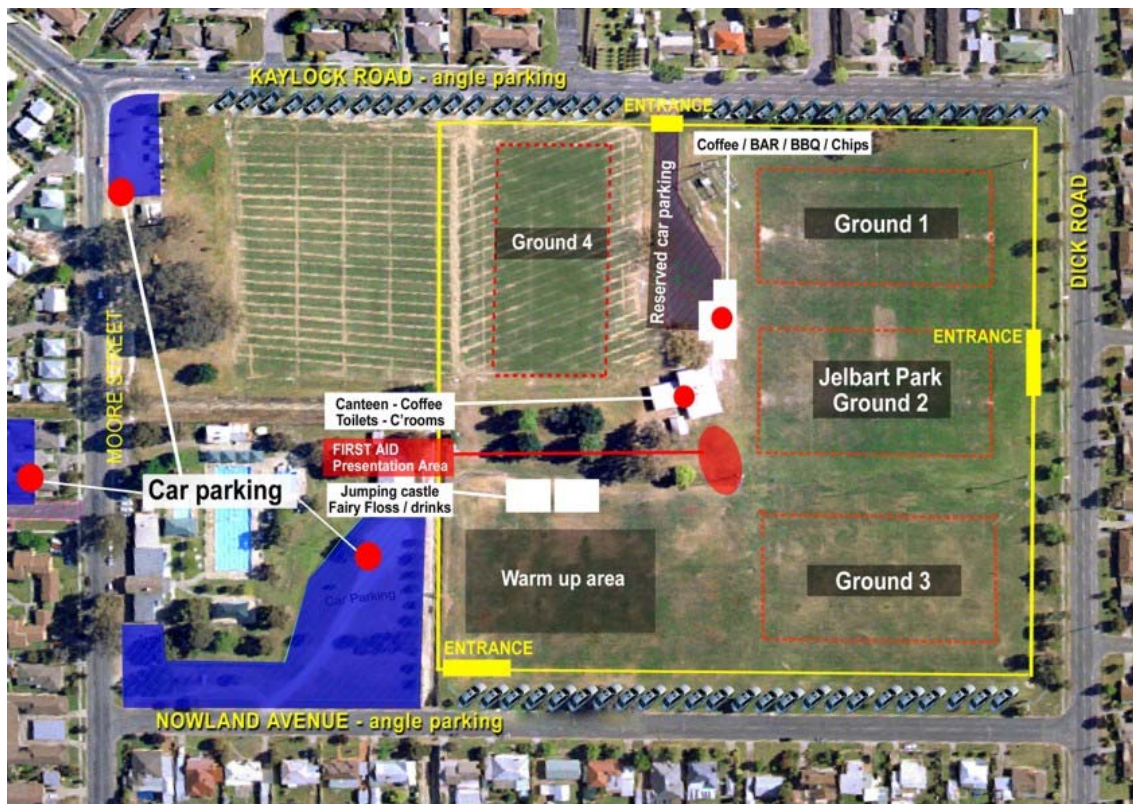 KAYLOCK ROAD - angle parking
ENTRANCE
Coffee / BAR / BBQ / Chips
Reserved car parking
Ground 4
Ground 1
DICK ROAD
ENTRANCE
Jelbart Park
Ground 2
MOORE STREET
Canteen - Coffee
Toilets - C'rooms
FIRST AID
Presentation Area
Car parking
Jumping castle
Fairy Floss / drinks
Warm up area
Ground 3
Car Parking
ENTRANCE
NOWLAND AVENUE - angle parking